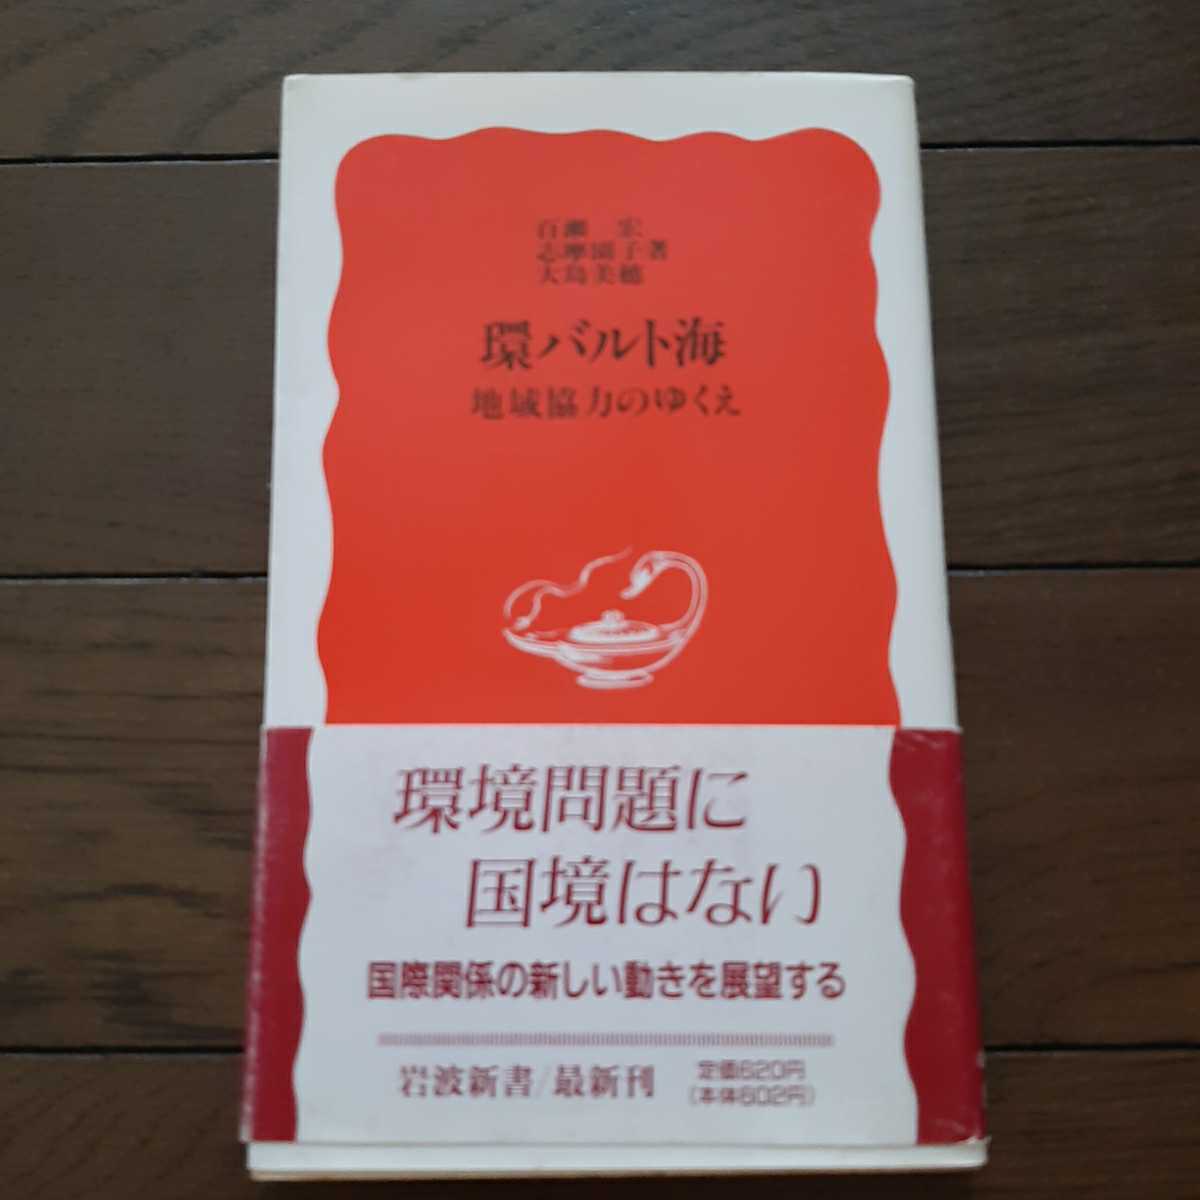 百瀬 宏
志摩園子著
大島美穂
環バルト海
地域協力のゆくえ
環境問題に
国境はない
国際関係の新しい動きを展望する
岩波新書/最新刊
定価620円
(本体602円)